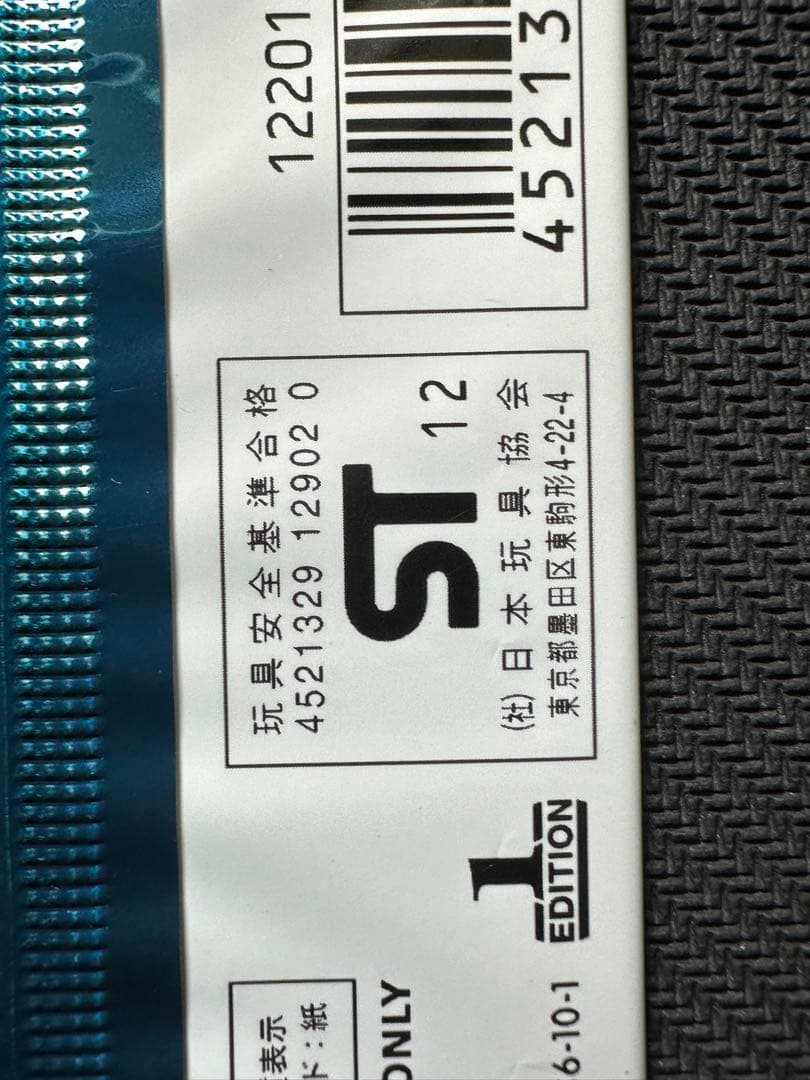 12201
45213
玩具安全基準合格
4521329 12902 0
ST 12
(社)日本玩具協会
東京都墨田区東駒形4-22-4
1
EDITION
表示
ド：紙
ONLY
6-10-1